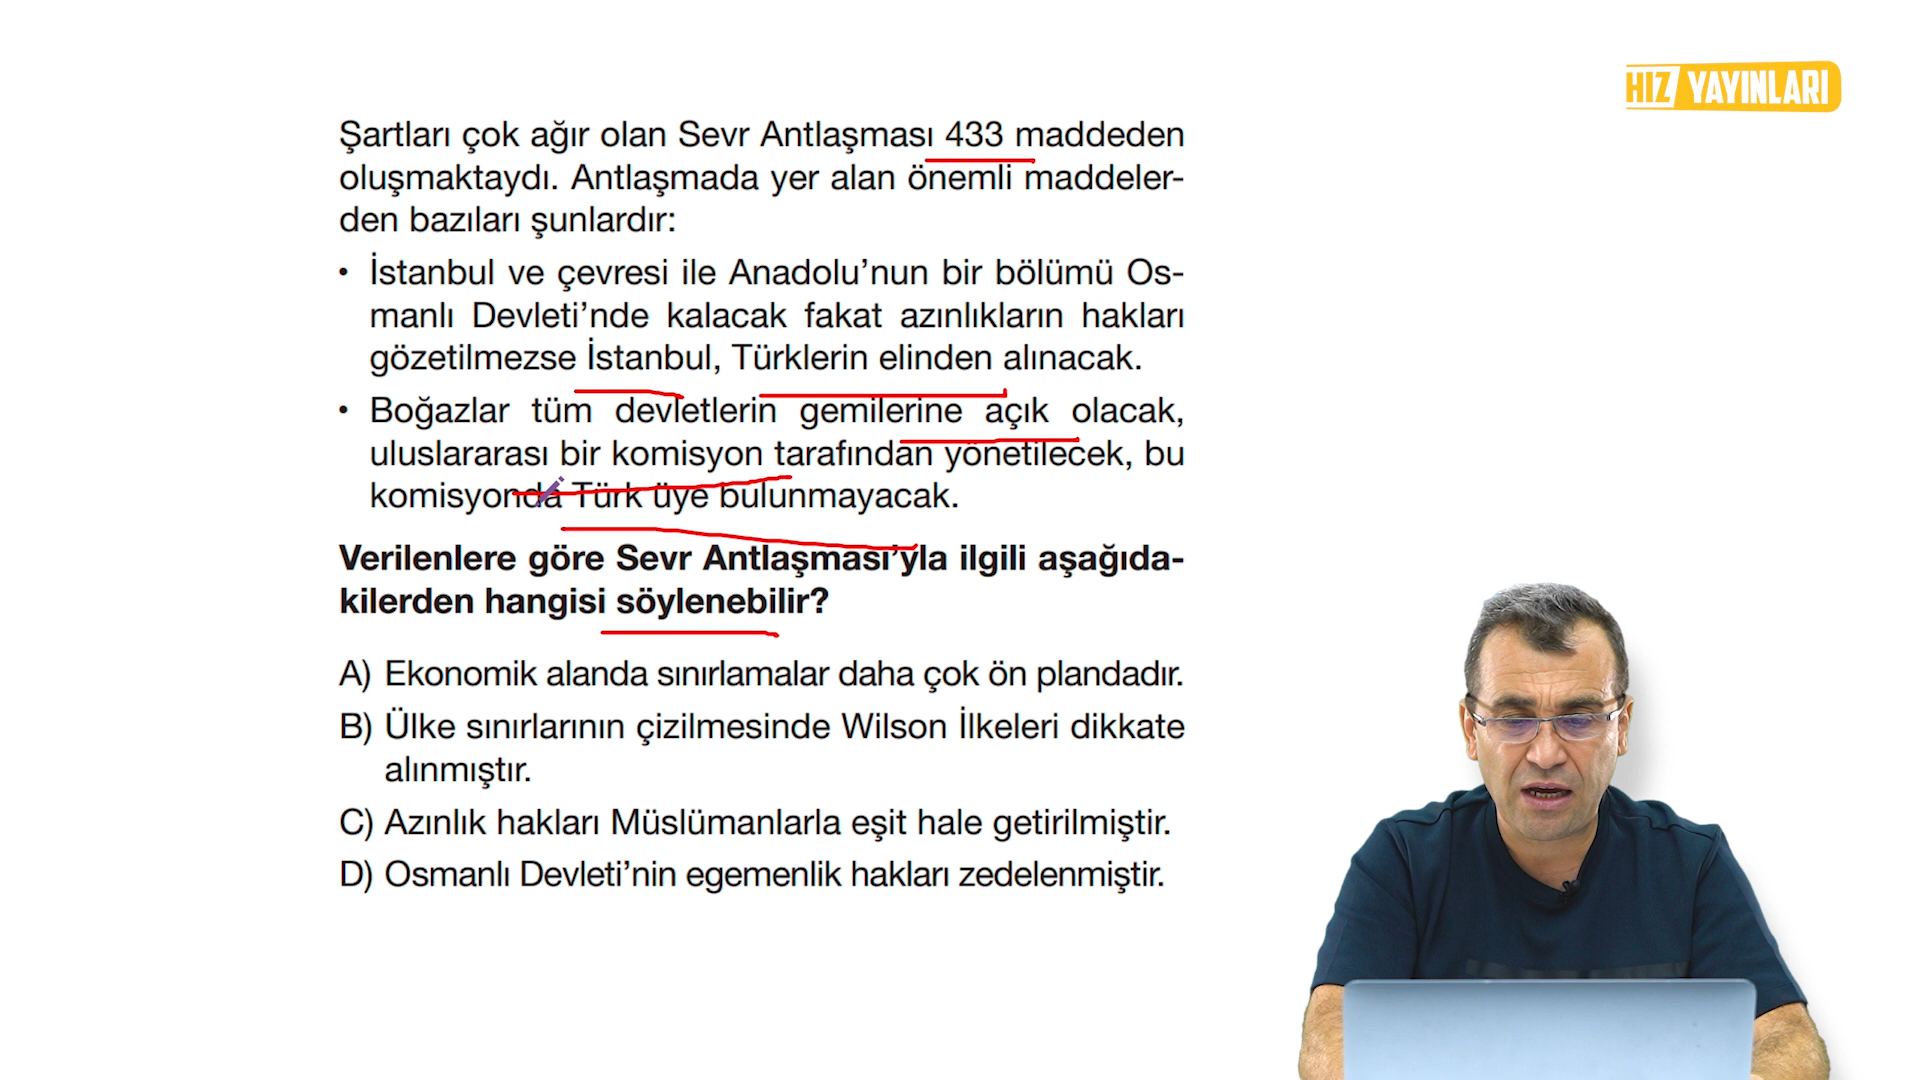 HIZ YAYINLARI
Şartları çok ağır olan Sevr Antlaşması 433 maddeden
oluşmaktaydı. Antlaşmada yer alan önemli maddeler-
den bazıları şunlardır:
• İstanbul ve çevresi ile Anadolu’nun bir bölümü Os-
manlı Devleti’nde kalacak fakat azınlıkların hakları
gözetilmezse İstanbul, Türklerin elinden alınacak.
• Boğazlar tüm devletlerin gemilerine açık olacak,
uluslararası bir komisyon tarafından yönetilecek, bu
komisyonda Türk üye bulunmayacak.
Verilenlere göre Sevr Antlaşması’yla ilgili aşağıda-
kilerden hangisi söylenebilir?
A) Ekonomik alanda sınırlamalar daha çok ön plandadır.
B) Ülke sınırlarının çizilmesinde Wilson İlkeleri dikkate
alınmıştır.
C) Azınlık hakları Müslümanlarla eşit hale getirilmiştir.
D) Osmanlı Devleti’nin egemenlik hakları zedelenmiştir.